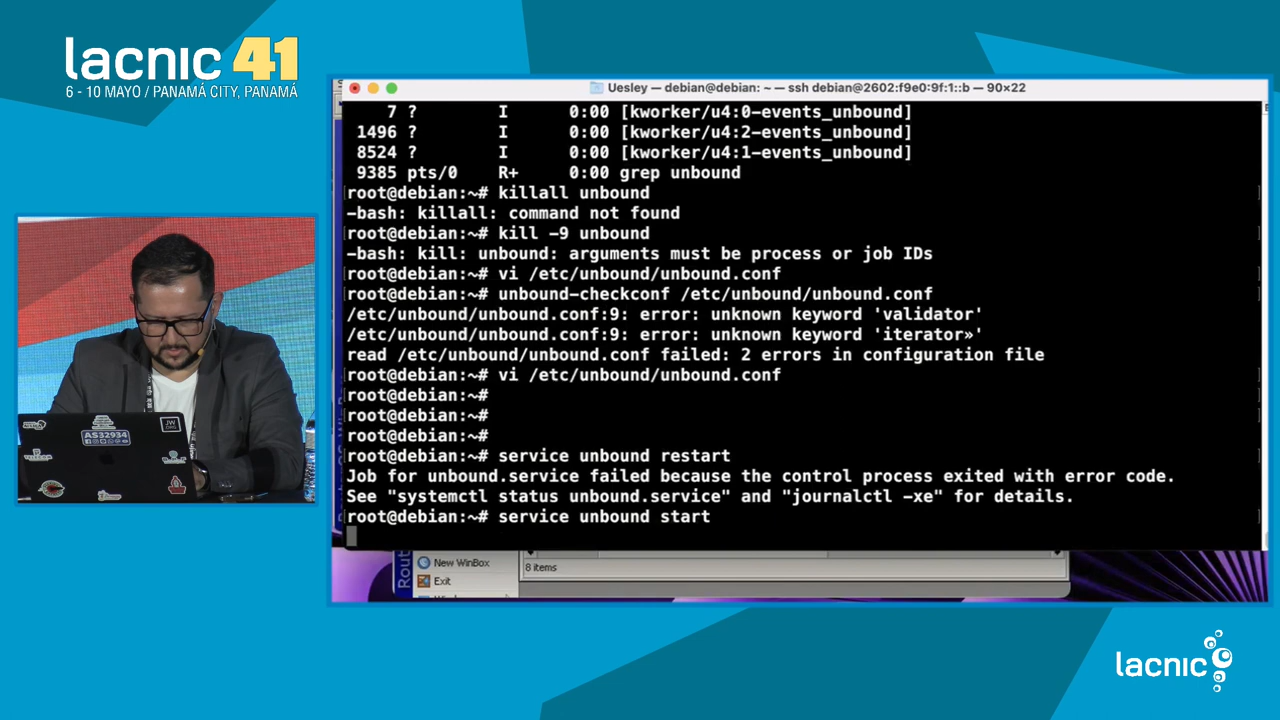 lacnic 41
6 - 10 MAYO / PANAMÁ CITY, PANAMÁ
Uesley — debian@debian: ~ — ssh debian@2602:f9e0:9f:1::b — 90×22
7 ? I 0:00 [kworker/u4:0-events_unbound]
1496 ? I 0:00 [kworker/u4:2-events_unbound]
8524 ? I 0:00 [kworker/u4:1-events_unbound]
9385 pts/0 R+ 0:00 grep unbound
root@debian:~# killall unbound
-bash: killall: command not found
root@debian:~# kill -9 unbound
-bash: kill: unbound: arguments must be process or job IDs
root@debian:~# vi /etc/unbound/unbound.conf
root@debian:~# unbound-checkconf /etc/unbound/unbound.conf
/etc/unbound/unbound.conf:9: error: unknown keyword 'validator'
/etc/unbound/unbound.conf:9: error: unknown keyword 'iterator»'
read /etc/unbound/unbound.conf failed: 2 errors in configuration file
root@debian:~# vi /etc/unbound/unbound.conf
root@debian:~#
root@debian:~#
root@debian:~#
root@debian:~# service unbound restart
Job for unbound.service failed because the control process exited with error code.
See "systemctl status unbound.service" and "journalctl -xe" for details.
root@debian:~# service unbound start
Rout
New WinBox
Exit
8 items
AS32934
JW
lacnic